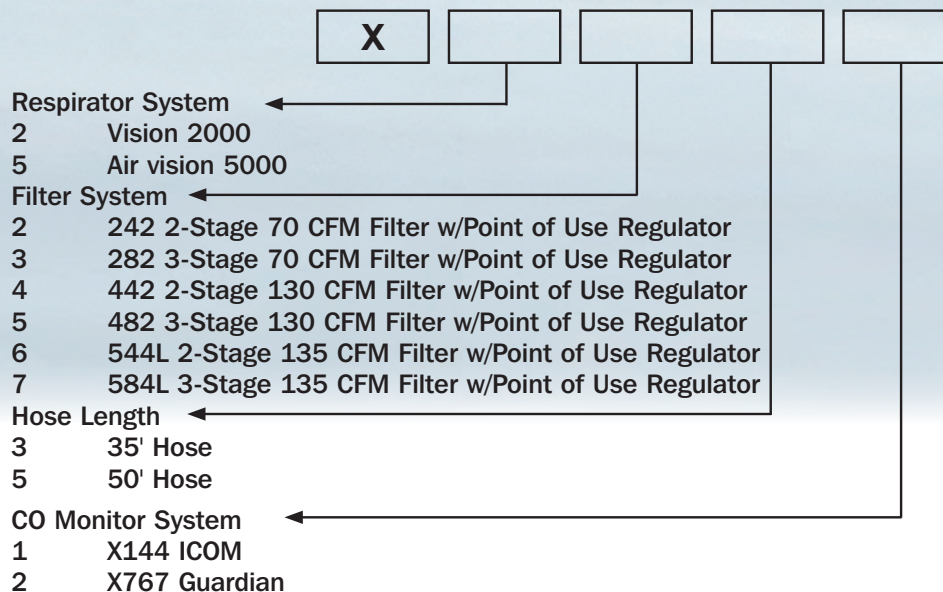 X
Respirator System
2 Vision 2000
5 Air vision 5000
Filter System
2 242 2-Stage 70 CFM Filter w/Point of Use Regulator
3 282 3-Stage 70 CFM Filter w/Point of Use Regulator
4 442 2-Stage 130 CFM Filter w/Point of Use Regulator
5 482 3-Stage 130 CFM Filter w/Point of Use Regulator
6 544L 2-Stage 135 CFM Filter w/Point of Use Regulator
7 584L 3-Stage 135 CFM Filter w/Point of Use Regulator
Hose Length
3 35' Hose
5 50' Hose
CO Monitor System
1 X144 ICOM
2 X767 Guardian